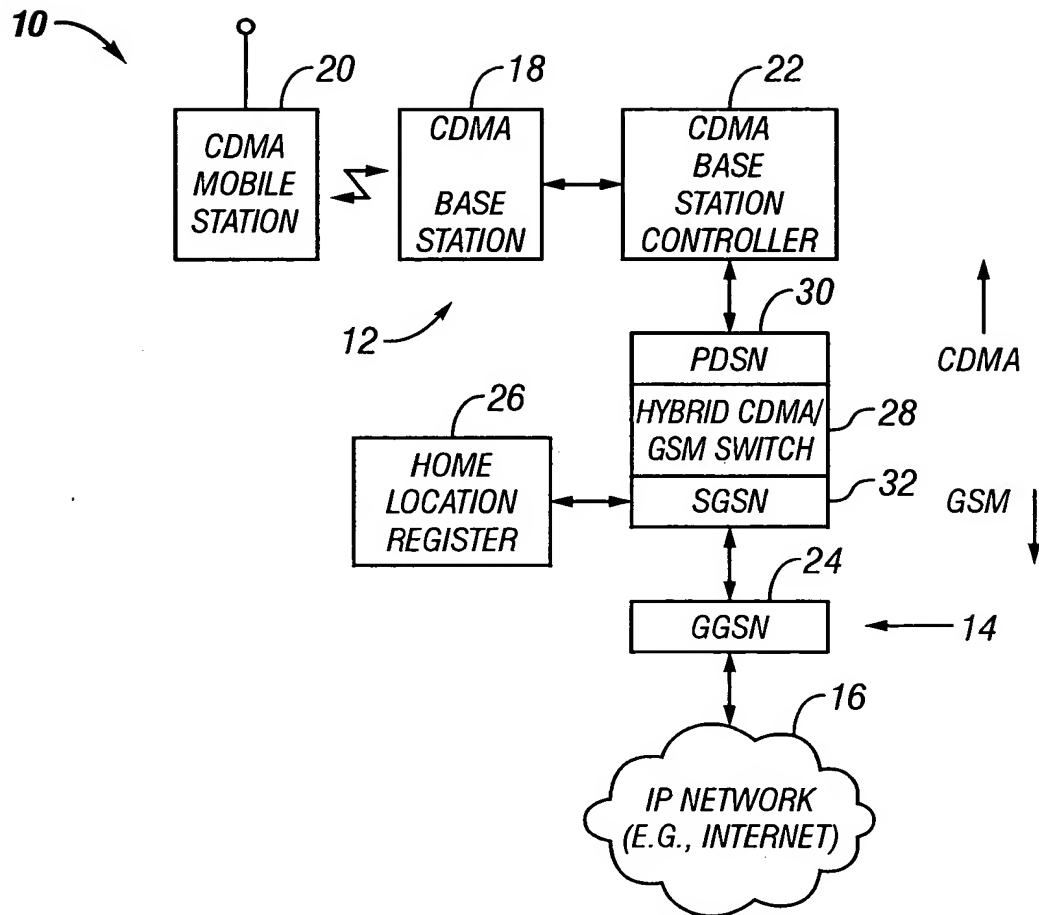 10
20
18
22
CDMA
MOBILE
STATION
CDMA
BASE
STATION
CDMA
BASE
STATION
CONTROLLER
12
30
PDSN
CDMA
26
HYBRID CDMA/
GSM SWITCH
28
HOME
LOCATION
REGISTER
SGSN
32
GSM
24
GGSN
14
16
IP NETWORK
(E.G., INTERNET)